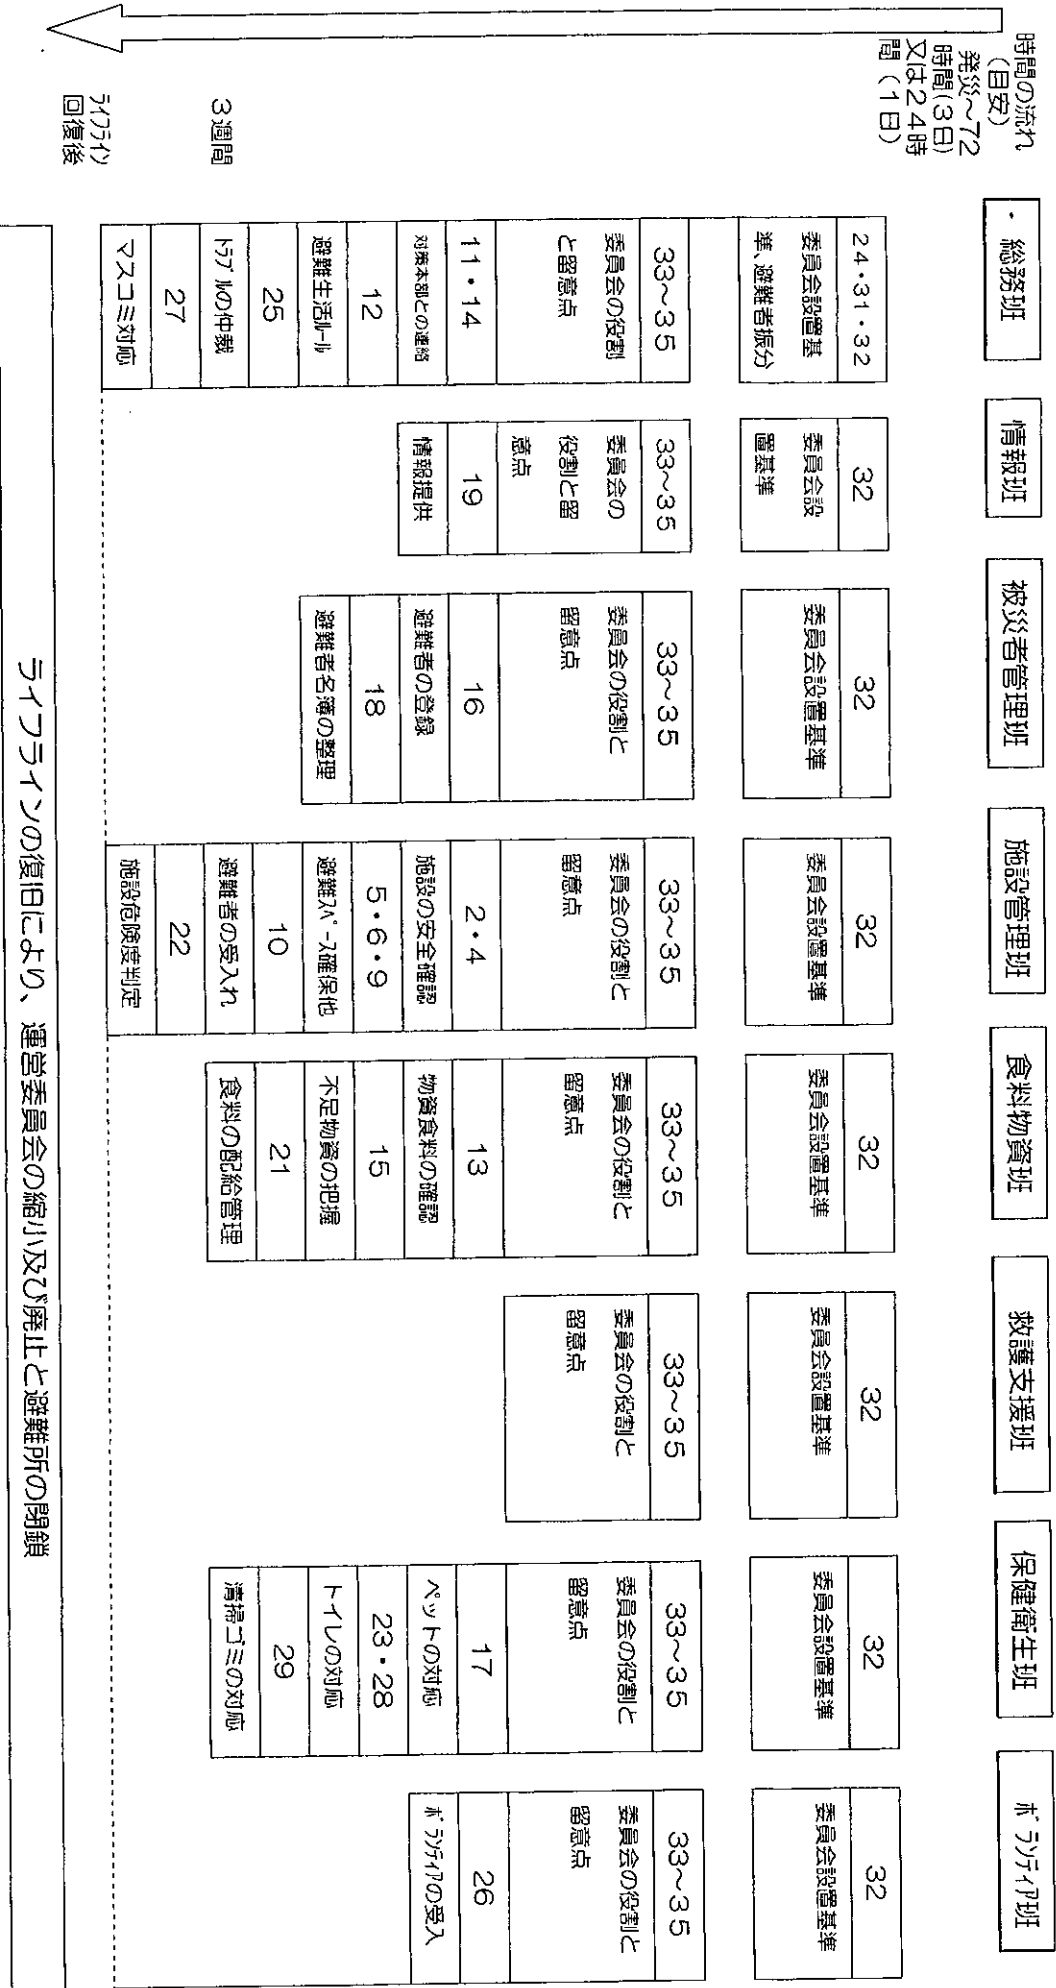 時間の流れ
(目安)
発災～72
時間(3日)
又は24時
間(1日)
3週間
ﾗｲﾌﾗｲﾝ
回復後
・総務班
24・31・32
委員会設置基
準、避難者振分
33～35
委員会の役割
と留意点
11・14
対策本部との連絡
12
避難生活ﾙｰﾙ
25
ﾄﾗﾌﾞﾙの仲裁
27
マスコミ対応
情報班
32
委員会設
置基準
33～35
委員会の
役割と留
意点
19
情報提供
被災者管理班
32
委員会設置基準
33～35
委員会の役割と
留意点
16
避難者の登録
18
避難者名簿の整理
施設管理班
32
委員会設置基準
33～35
委員会の役割と
留意点
2・4
施設の安全確認
5・6・9
避難ｽﾍﾟｰｽ確保他
10
避難者の受入れ
22
施設危険度判定
食料物資班
32
委員会設置基準
33～35
委員会の役割と
留意点
13
物資食料の確認
15
不足物資の把握
21
食料の配給管理
救護支援班
32
委員会設置基準
33～35
委員会の役割と
留意点
保健衛生班
32
委員会設置基準
33～35
委員会の役割と
留意点
17
ペットの対応
23・28
トイレの対応
29
清掃ゴミの対応
ﾎﾞﾗﾝﾃｨｱ班
32
委員会設置基準
33～35
委員会の役割と
留意点
26
ﾎﾞﾗﾝﾃｨｱの受入
ライフラインの復旧により、運営委員会の縮小及び廃止と避難所の閉鎖